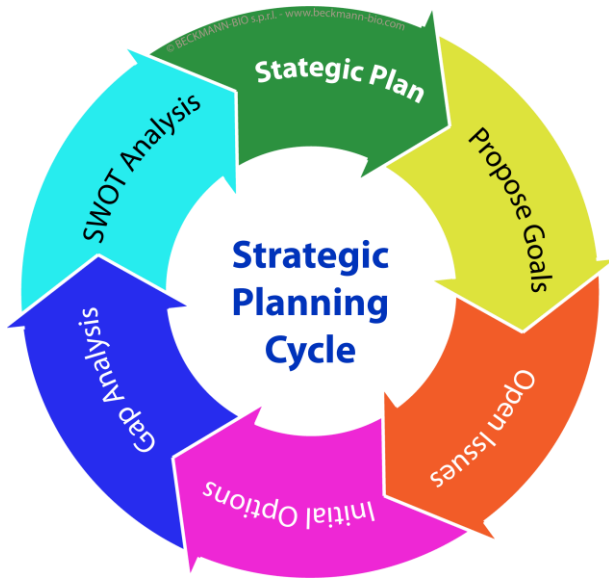 © BECKMANN-BIO s.p.r.l. - www.beckmann-bio.com
Stategic Plan
Propose Goals
Open Issues
Initial Options
Gap Analysis
SWOT Analysis
Strategic
Planning
Cycle